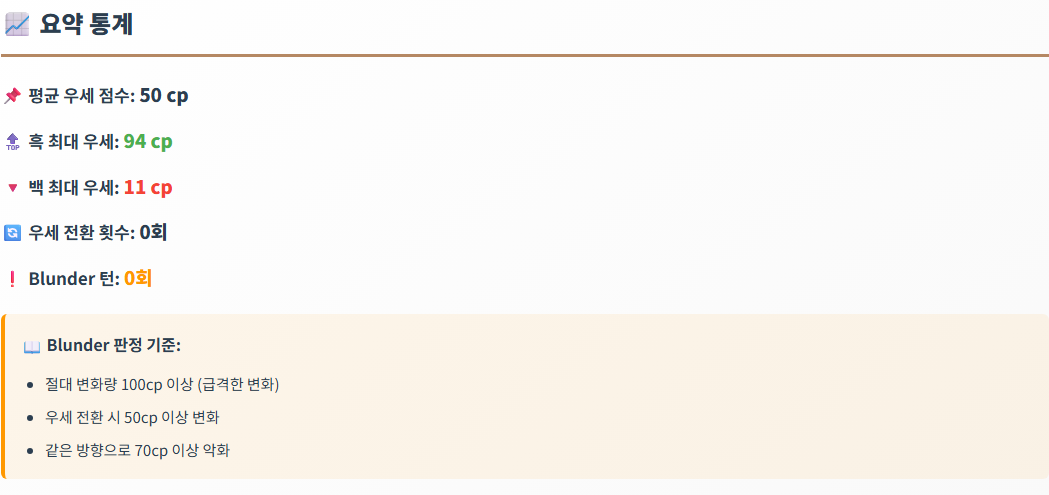 요약 통계
평균 우세 점수: 50 cp
TOP 흑 최대 우세: 94 cp
백 최대 우세: 11 cp
우세 전환 횟수: 0회
Blunder 턴: 0회
Blunder 판정 기준:
절대 변화량 100cp 이상 (급격한 변화)
우세 전환 시 50cp 이상 변화
같은 방향으로 70cp 이상 악화